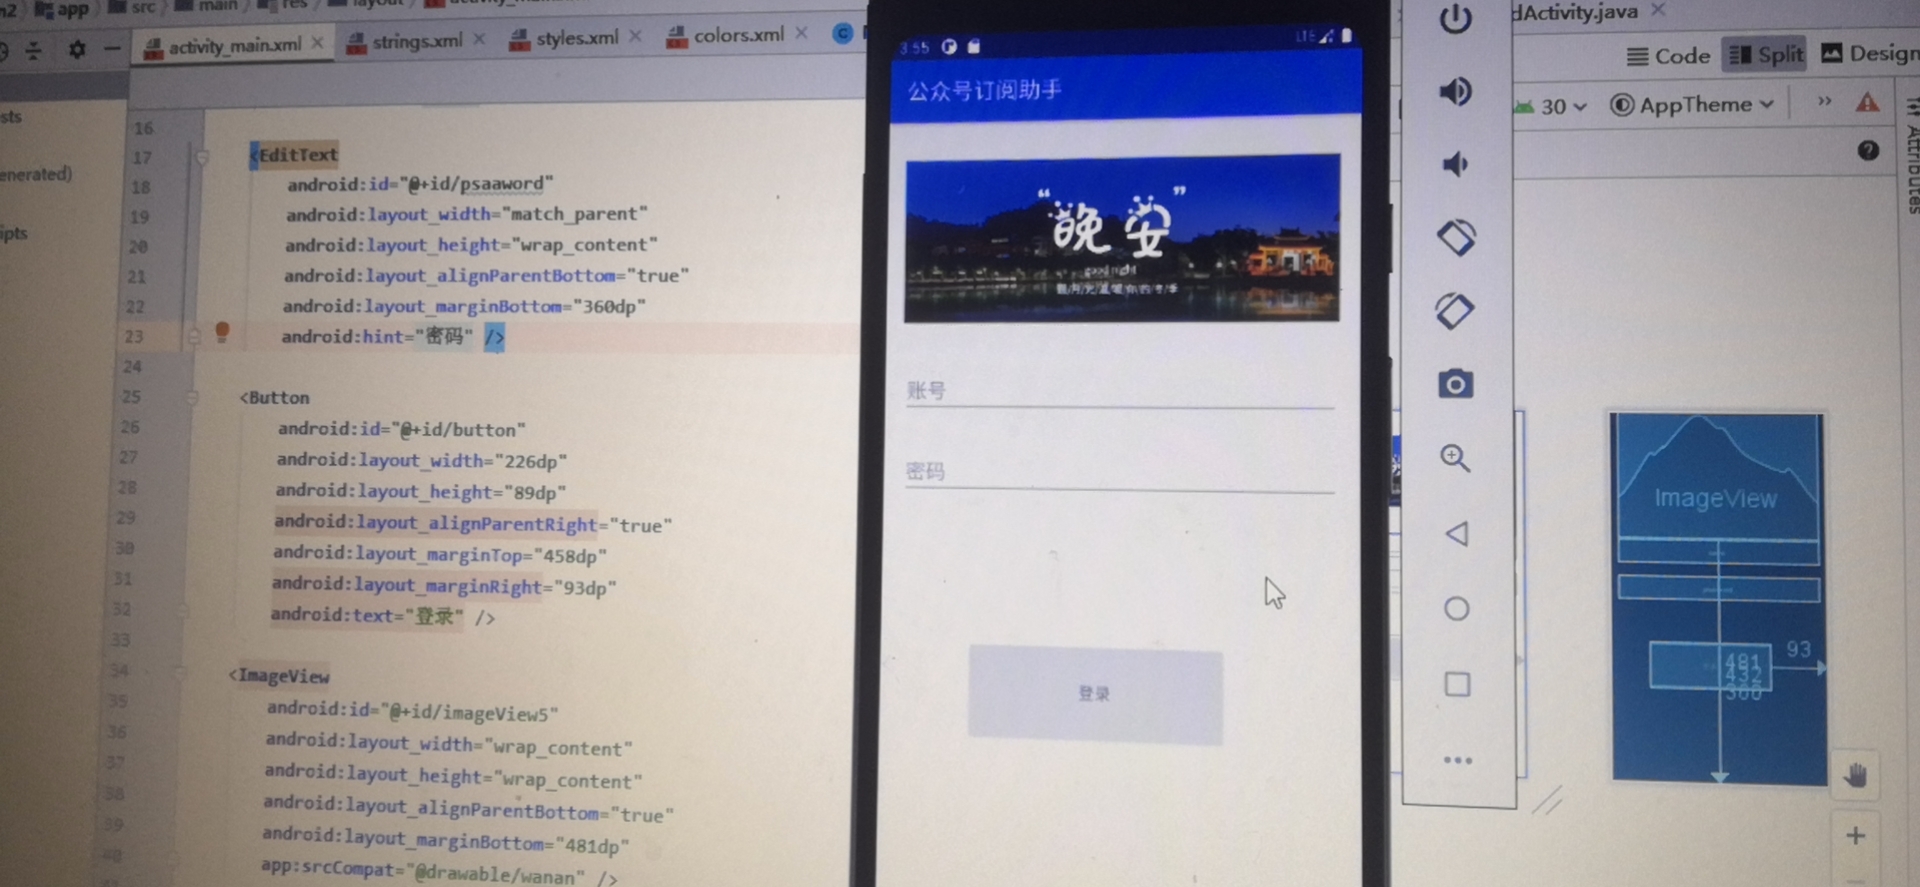 app
src
main
res
layout
activity_main.xml
strings.xml
styles.xml
colors.xml
dActivity.java
Code
Split
Design
30
AppTheme
Attributes
sts
enerated)
ipts
16
17 <EditText
18 android:id="@+id/psaaword"
19 android:layout_width="match_parent"
20 android:layout_height="wrap_content"
21 android:layout_alignParentBottom="true"
22 android:layout_marginBottom="360dp"
23 android:hint="密码" />
24
25 <Button
26 android:id="@+id/button"
27 android:layout_width="226dp"
28 android:layout_height="89dp"
29 android:layout_alignParentRight="true"
30 android:layout_marginTop="458dp"
31 android:layout_marginRight="93dp"
32 android:text="登录" />
33
34 <ImageView
35 android:id="@+id/imageView5"
36 android:layout_width="wrap_content"
37 android:layout_height="wrap_content"
38 android:layout_alignParentBottom="true"
39 android:layout_marginBottom="481dp"
40 app:srcCompat="@drawable/wanan" />
3:55
LTE
公众号订阅助手
“晚安”
good night
账号
密码
登录
ImageView
93
481
432
360